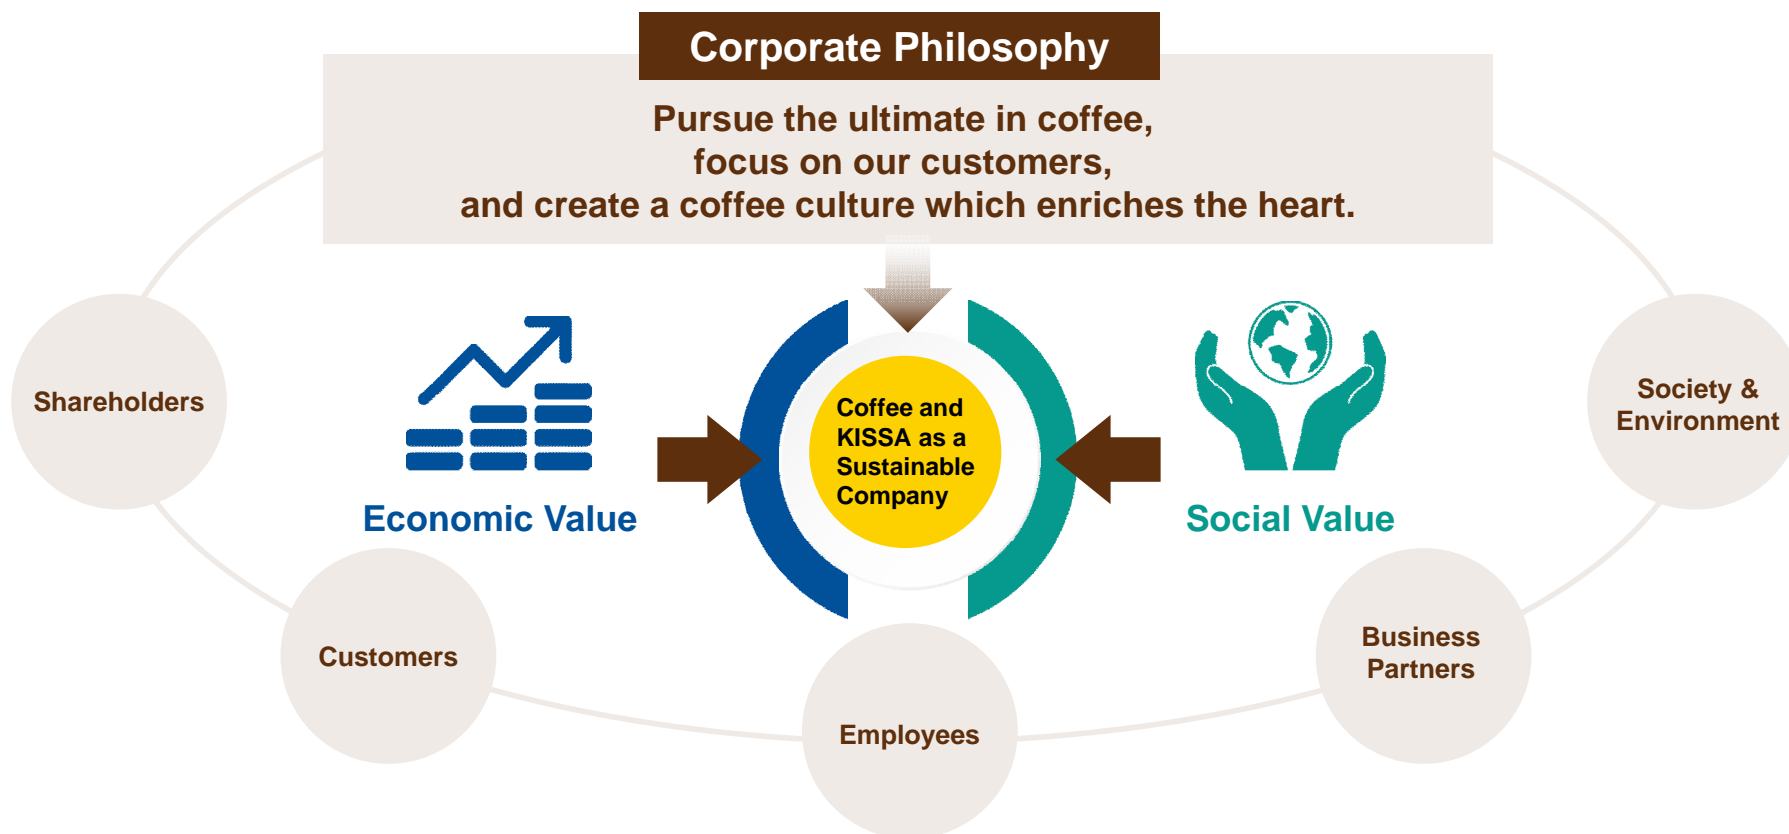 Corporate Philosophy
Pursue the ultimate in coffee,
focus on our customers,
and create a coffee culture which enriches the heart.
Shareholders
Economic Value
Coffee and
KISSA as a
Sustainable
Company
Social Value
Society &
Environment
Customers
Employees
Business
Partners